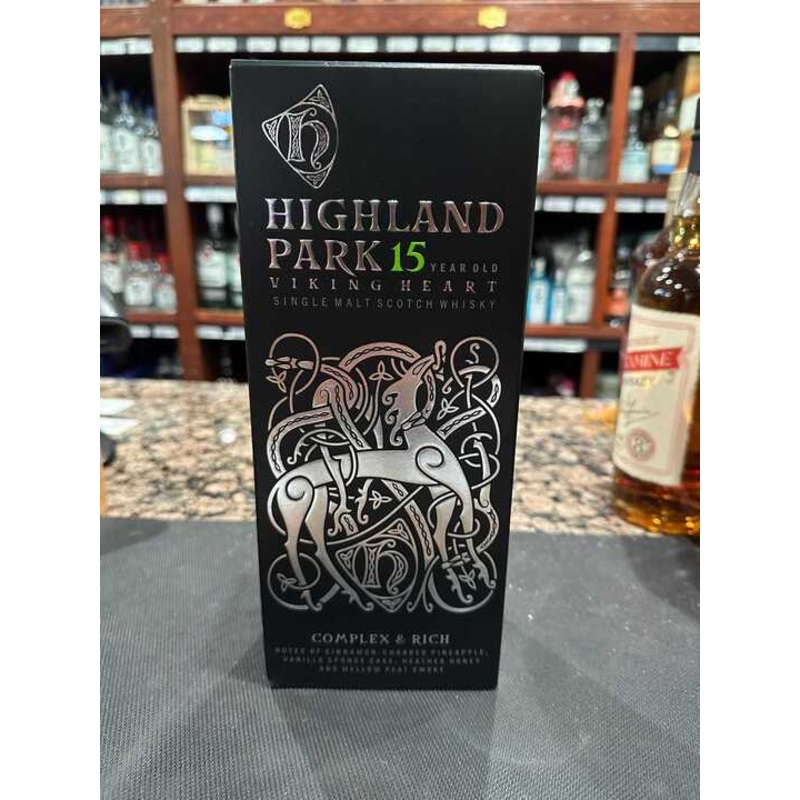 h
HIGHLAND
PARK 15 YEAR OLD
VIKING HEART
SINGLE MALT SCOTCH WHISKY
h
COMPLEX & RICH
NOTES OF CINNAMON-CHARRED PINEAPPLE,
VANILLA SPONGE CAKE, HEATHER HONEY
AND MELLOW PEAT SMOKE